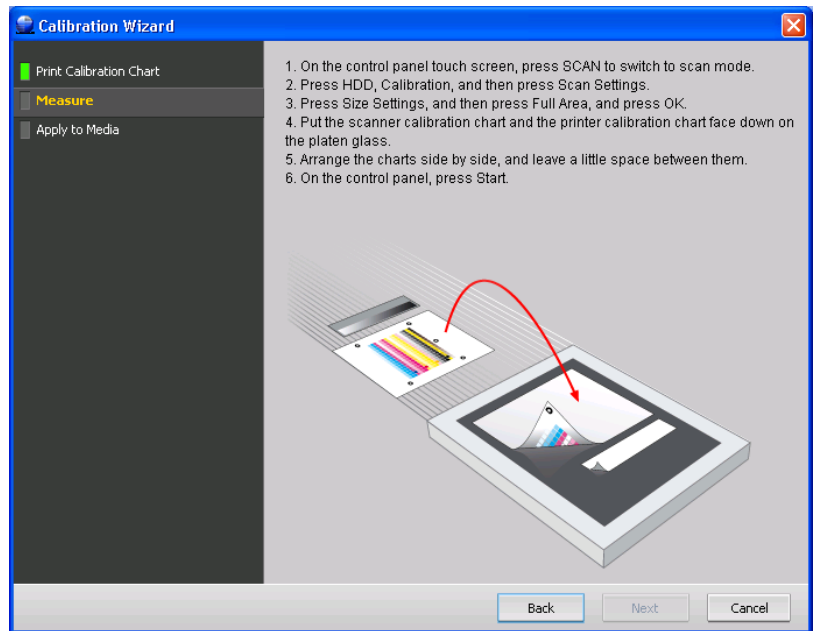 Calibration Wizard
Print Calibration Chart
Measure
Apply to Media
1. On the control panel touch screen, press SCAN to switch to scan mode.
2. Press HDD, Calibration, and then press Scan Settings.
3. Press Size Settings, and then press Full Area, and press OK.
4. Put the scanner calibration chart and the printer calibration chart face down on
the platen glass.
5. Arrange the charts side by side, and leave a little space between them.
6. On the control panel, press Start.
Back
Next
Cancel